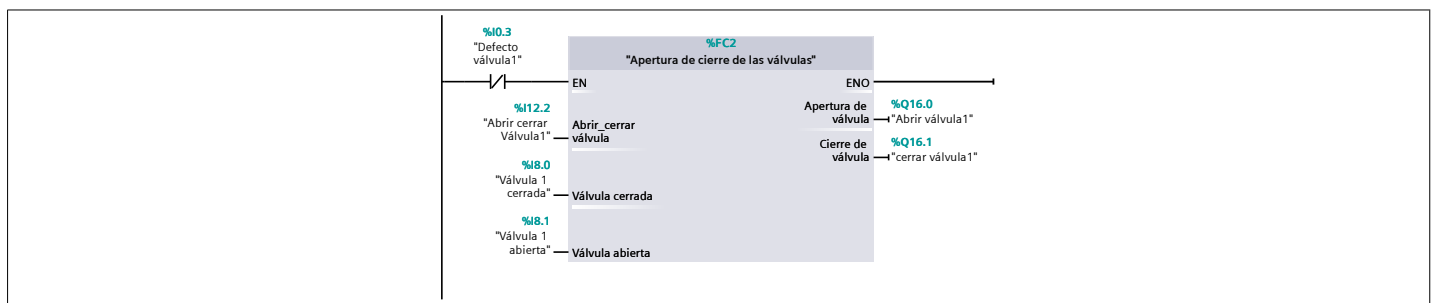 %I0.3
"Defecto
válvula1"
%FC2
"Apertura de cierre de las válvulas"
EN
ENO
%I12.2
"Abrir cerrar
Válvula1"
Abrir_cerrar
válvula
Apertura de
válvula
%Q16.0
"Abrir válvula1"
Cierre de
válvula
%Q16.1
"cerrar válvula1"
%I8.0
"Válvula 1
cerrada"
Válvula cerrada
%I8.1
"Válvula 1
abierta"
Válvula abierta